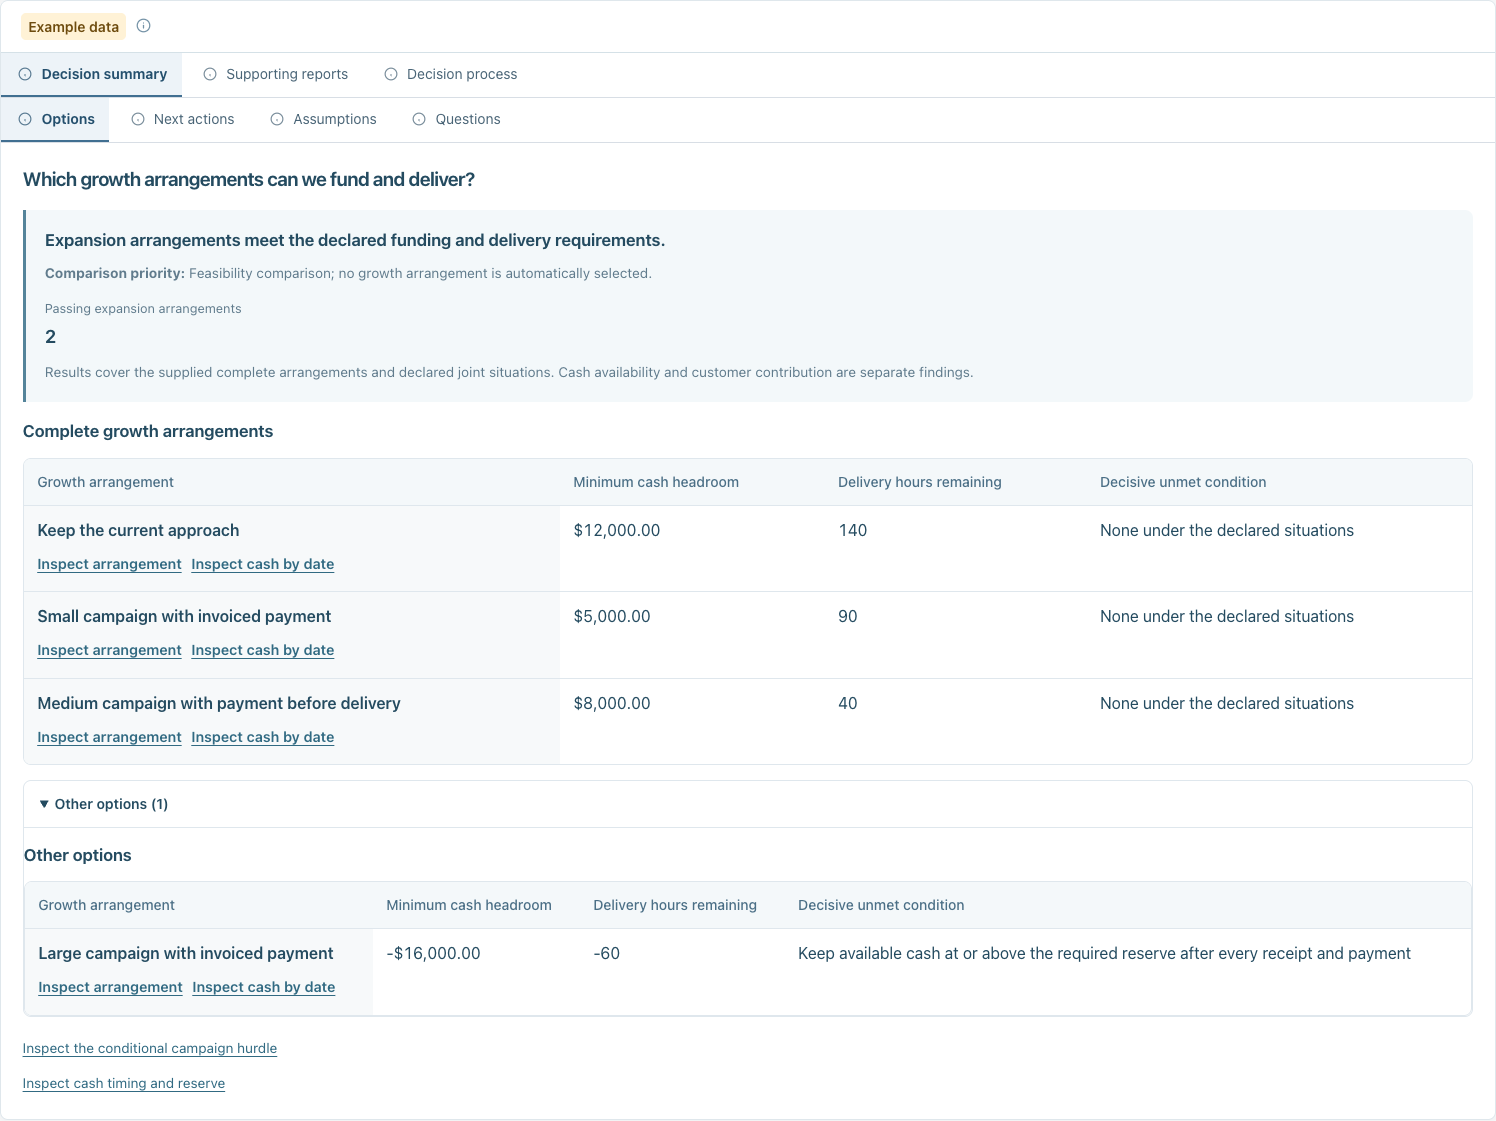 Example data
Decision summary
Supporting reports
Decision process
Options
Next actions
Assumptions
Questions
Which growth arrangements can we fund and deliver?
Expansion arrangements meet the declared funding and delivery requirements.
Comparison priority: Feasibility comparison; no growth arrangement is automatically selected.
Passing expansion arrangements
2
Results cover the supplied complete arrangements and declared joint situations. Cash availability and customer contribution are separate findings.
Complete growth arrangements
Growth arrangement Minimum cash headroom Delivery hours remaining Decisive unmet condition
Keep the current approach $12,000.00 140 None under the declared situations
Inspect arrangement Inspect cash by date
Small campaign with invoiced payment $5,000.00 90 None under the declared situations
Inspect arrangement Inspect cash by date
Medium campaign with payment before delivery $8,000.00 40 None under the declared situations
Inspect arrangement Inspect cash by date
▼ Other options (1)
Other options
Growth arrangement Minimum cash headroom Delivery hours remaining Decisive unmet condition
Large campaign with invoiced payment -$16,000.00 -60 Keep available cash at or above the required reserve after every receipt and payment
Inspect arrangement Inspect cash by date
Inspect the conditional campaign hurdle
Inspect cash timing and reserve